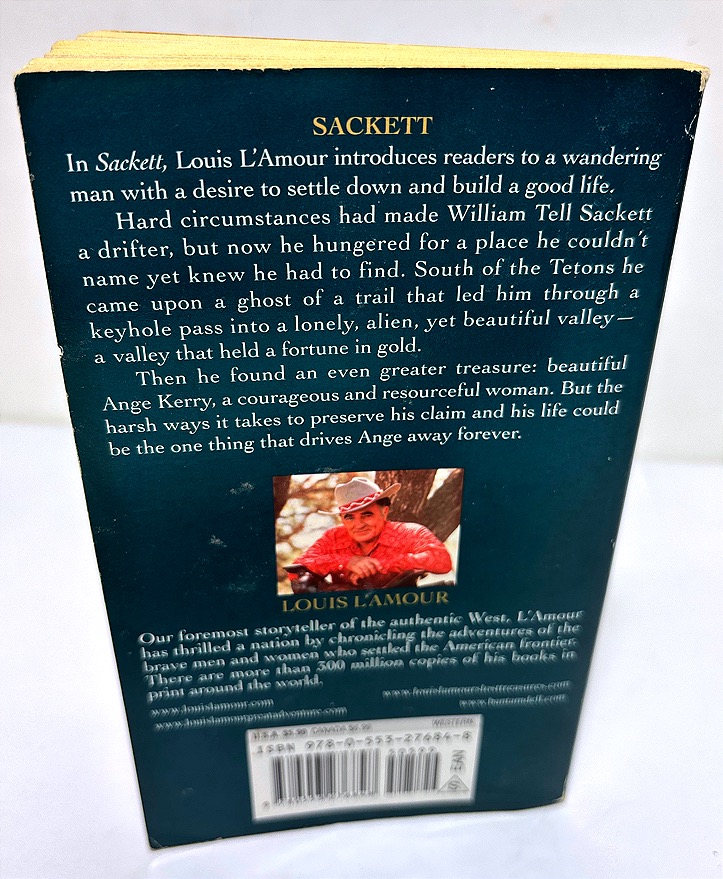 SACKETT
In Sackett, Louis L'Amour introduces readers to a wandering
man with a desire to settle down and build a good life.
Hard circumstances had made William Tell Sackett
a drifter, but now he hungered for a place he couldn't
name yet knew he had to find. South of the Tetons he
came upon a ghost of a trail that led him through a
keyhole pass into a lonely, alien, yet beautiful valley—
a valley that held a fortune in gold.
Then he found an even greater treasure: beautiful
Ange Kerry, a courageous and resourceful woman. But the
harsh ways it takes to preserve his claim and his life could
be the one thing that drives Ange away forever.
LOUIS L'AMOUR
Our foremost storyteller of the authentic West, L'Amour
has thrilled a nation by chronicling the adventures of the
brave men and women who settled the American frontier.
There are more than 300 million copies of his books in
print around the world.
www.louislamour.com
www.louislamourgreatadventure.com
www.louislamourslosttreasures.com
www.bantamdell.com
USA CANADA
WESTERN
ISBN 978-0-553-27684-8
EAN
S